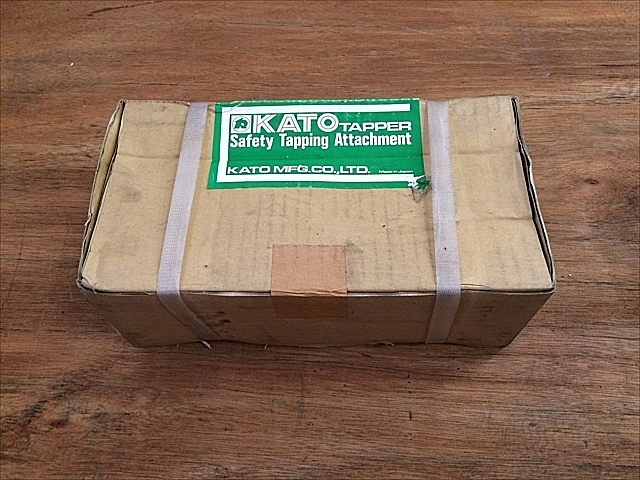 KATO TAPPER
Safety Tapping Attachment
KATO MFG.CO.,LTD. Made in Japan